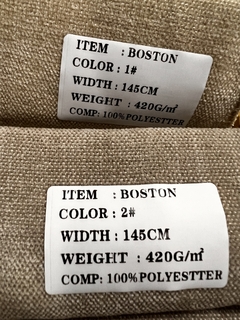 ITEM : BOSTON
COLOR : 1#
WIDTH : 145CM
WEIGHT : 420G/㎡
COMP: 100%POLYESTTER
ITEM : BOSTON
COLOR : 2#
WIDTH : 145CM
WEIGHT : 420G/㎡
COMP: 100%POLYESTTER